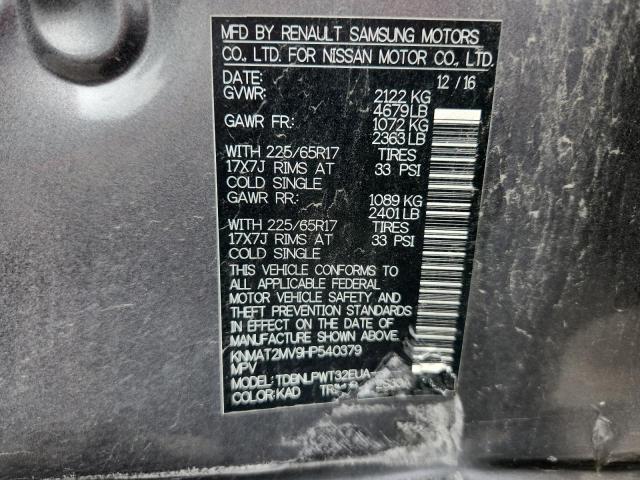 MFD BY RENAULT SAMSUNG MOTORS
CO., LTD. FOR NISSAN MOTOR CO., LTD.
DATE: 12/16
GVWR: 2122 KG
4679 LB
GAWR FR: 1072 KG
2363 LB
WITH 225/65R17 TIRES
17X7J RIMS AT 33 PSI
COLD SINGLE
GAWR RR: 1089 KG
2401 LB
WITH 225/65R17 TIRES
17X7J RIMS AT 33 PSI
COLD SINGLE
THIS VEHICLE CONFORMS TO
ALL APPLICABLE FEDERAL
MOTOR VEHICLE SAFETY AND
THEFT PREVENTION STANDARDS
IN EFFECT ON THE DATE OF
MANUFACTURE SHOWN ABOVE.
KNMAT2MV9HP540379
MPV
MODEL: TDBNLPWT32EUA-
COLOR:KAD